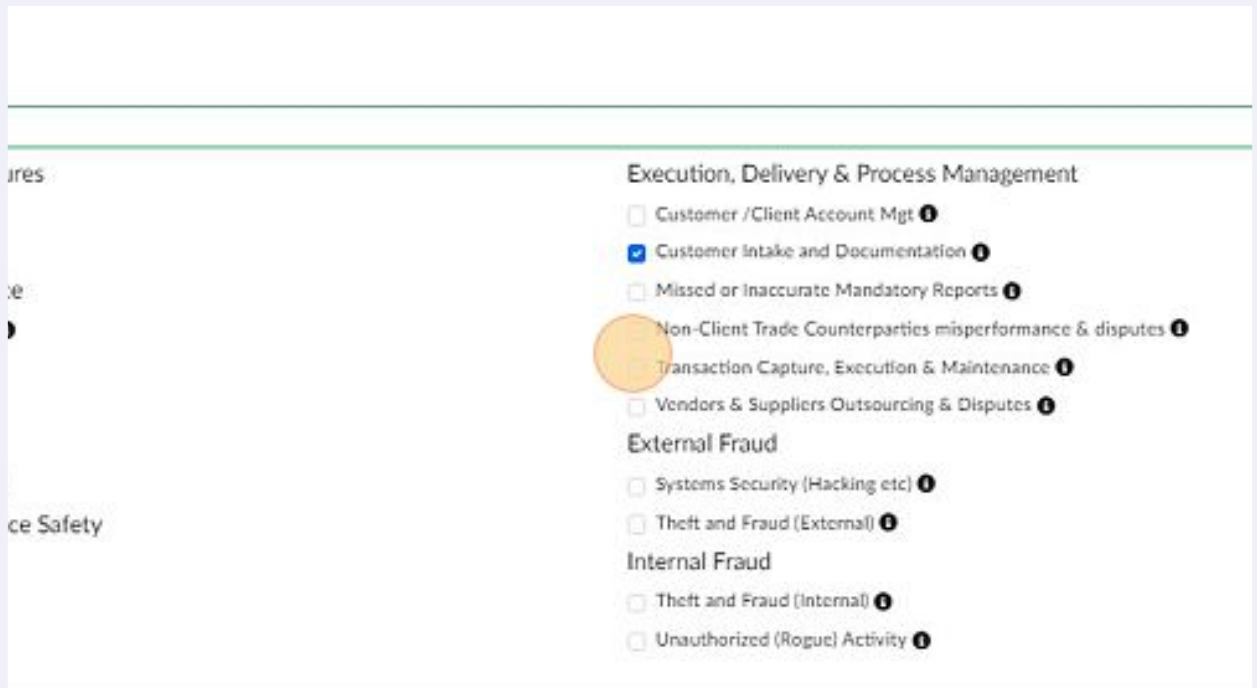 ures
Execution, Delivery & Process Management
Customer /Client Account Mgt
Customer Intake and Documentation
ce
Missed or Inaccurate Mandatory Reports
Non-Client Trade Counterparties misperformance & disputes
Transaction Capture, Execution & Maintenance
Vendors & Suppliers Outsourcing & Disputes
External Fraud
Systems Security (Hacking etc)
ce Safety
Theft and Fraud (External)
Internal Fraud
Theft and Fraud (Internal)
Unauthorized (Rogue) Activity